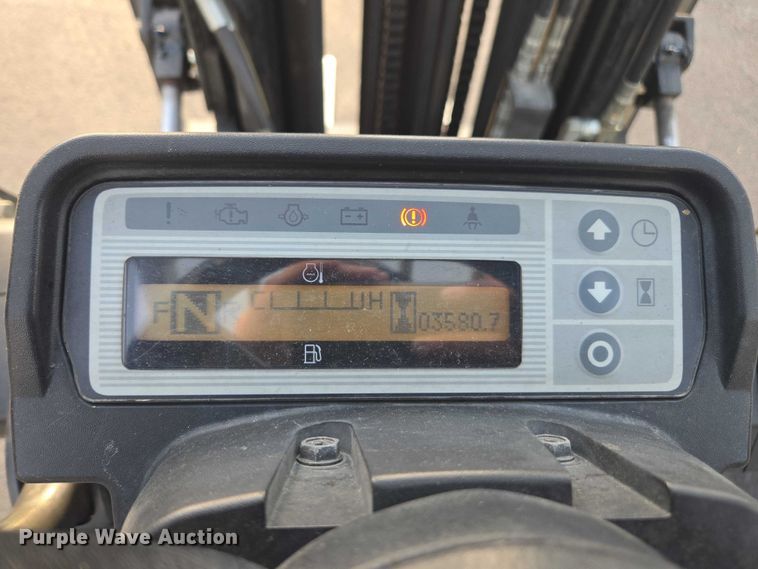 C H
F N R 03580.7
Purple Wave Auction